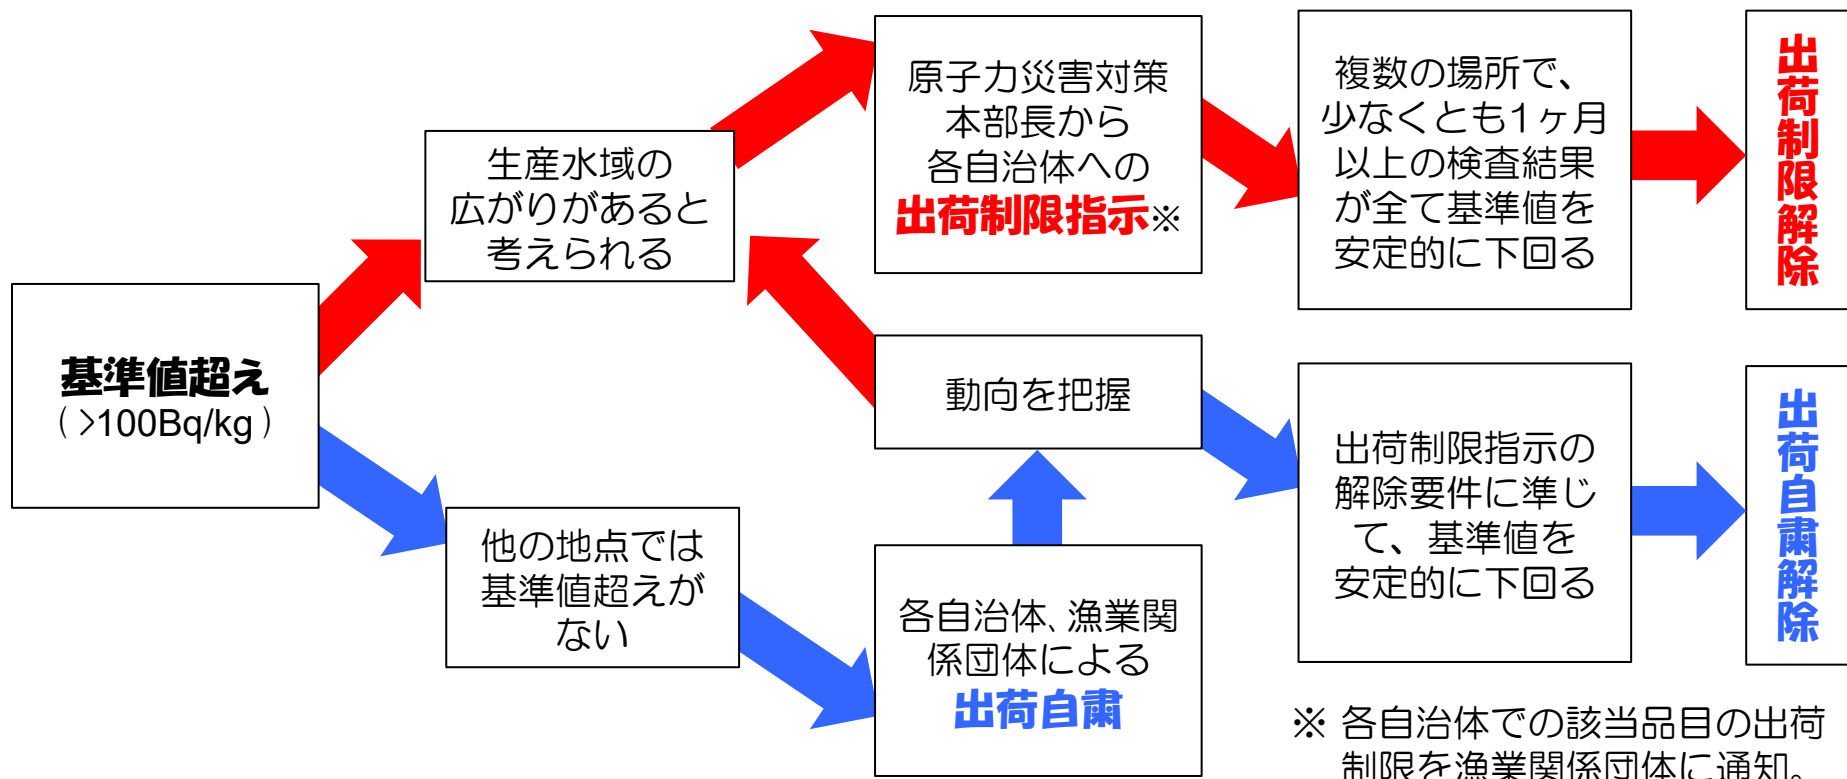 基準値超え
（>100Bq/kg）
生産水域の
広がりがあると
考えられる
他の地点では
基準値超えが
ない
原子力災害対策
本部長から
各自治体への
出荷制限指示※
動向を把握
各自治体、漁業関
係団体による
出荷自粛
複数の場所で、
少なくとも1ヶ月
以上の検査結果
が全て基準値を
安定的に下回る
出荷制限指示の
解除要件に準じ
て、基準値を
安定的に下回る
出荷制限解除
出荷自粛解除
※ 各自治体での該当品目の出荷
制限を漁業関係団体に通知。